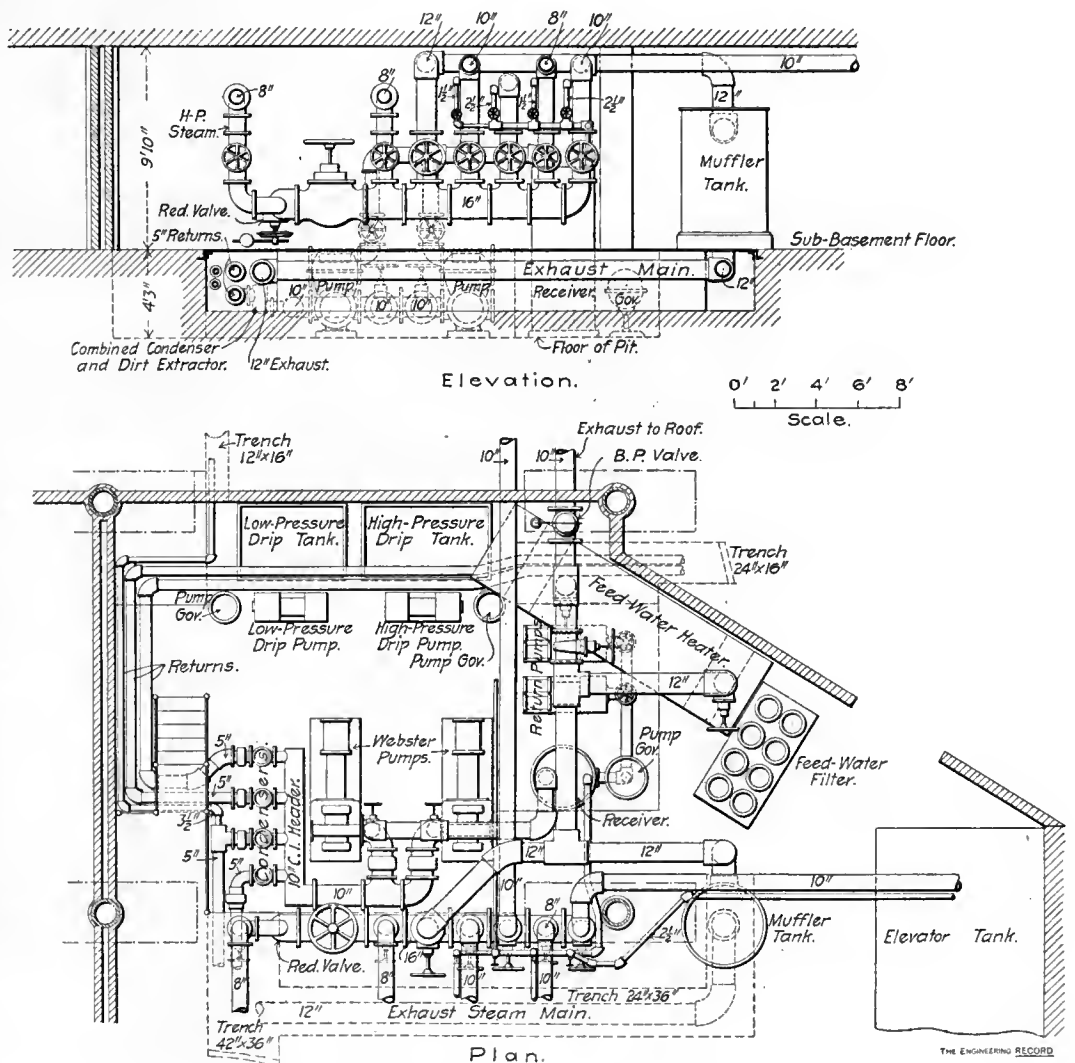 12"
10"
8"
10"
8"
8"
10"
H-P.
Steam.
1½"
2½"
1½"
2½"
12"
9'10"
Muffler
Tank.
16"
Red. Valve.
5" Returns.
Sub-Basement Floor.
4'3"
Exhaust Main.
10"
Pump
10"
10"
Pump
Receiver.
Gov.
12"
Combined Condenser
and Dirt Extractor.
12" Exhaust.
Floor of Pit.
Elevation.
0' 2' 4' 6' 8'
Scale.
Trench
12"x16"
Exhaust to Roof.
10"
10"
B.P. Valve.
Low-Pressure
Drip Tank.
High-Pressure
Drip Tank.
Trench
24"x16"
Pump
Gov.
Feed-Water Heater.
Low-Pressure
Drip Pump.
High-Pressure
Drip Pump.
Pump Gov.
Return Pumps.
Returns.
12"
Webster
Pumps.
5"
Pump
Gov.
Feed-Water
Filter.
5"
Condensers
10" C.I. Header.
3½"
Receiver.
5"
5"
12"
12"
10"
10"
10"
8"
2½"
Muffler
Tank.
Elevator Tank.
Red. Valve.
16"
8"
8"
10"
10"
Trench 24"x36"
12"
Exhaust Steam Main.
Trench
42"x36"
Plan.
THE ENGINEERING RECORD